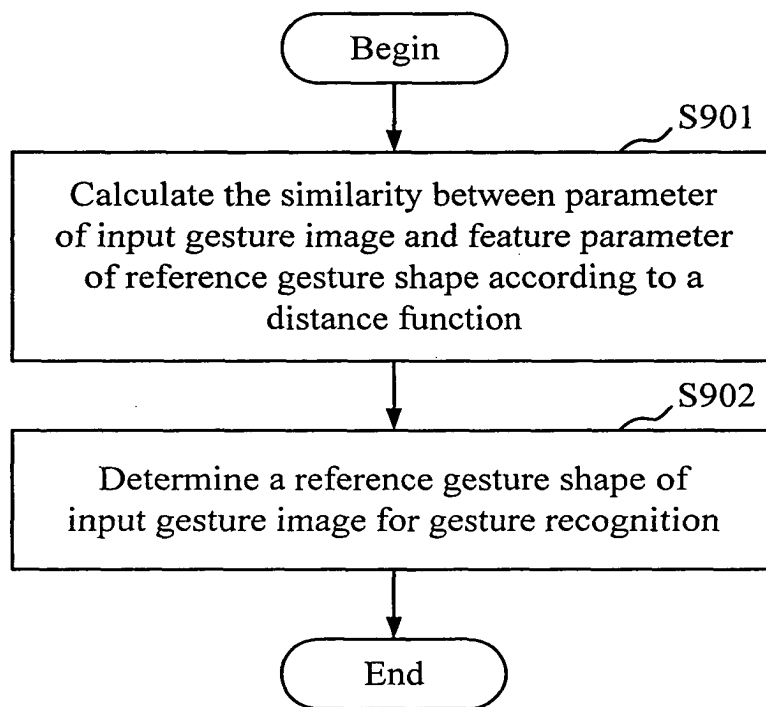 Begin
S901
Calculate the similarity between parameter
of input gesture image and feature parameter
of reference gesture shape according to a
distance function
S902
Determine a reference gesture shape of
input gesture image for gesture recognition
End